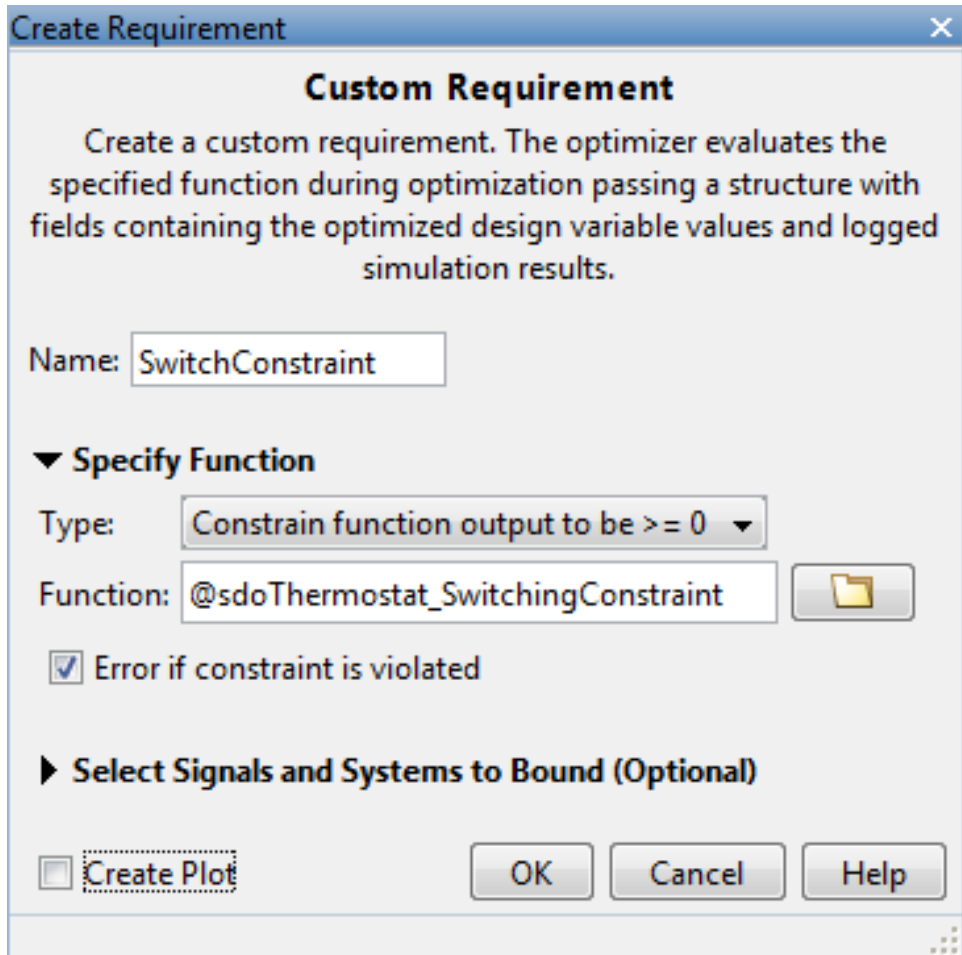 Create Requirement
Custom Requirement
Create a custom requirement. The optimizer evaluates the
specified function during optimization passing a structure with
fields containing the optimized design variable values and logged
simulation results.
Name: SwitchConstraint
Specify Function
Type: Constrain function output to be >= 0
Function: @sdoThermostat_SwitchingConstraint
Error if constraint is violated
Select Signals and Systems to Bound (Optional)
Create Plot OK Cancel Help